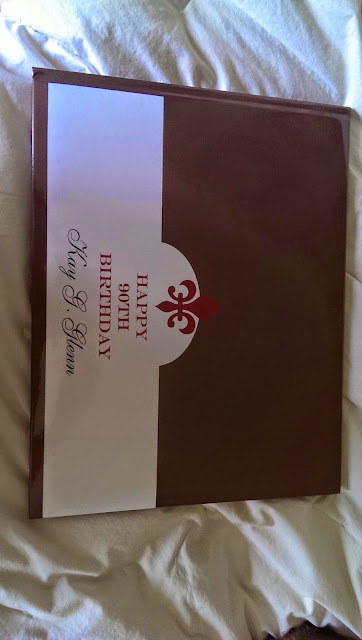 HAPPY
90TH
BIRTHDAY
Kay G. Glenn